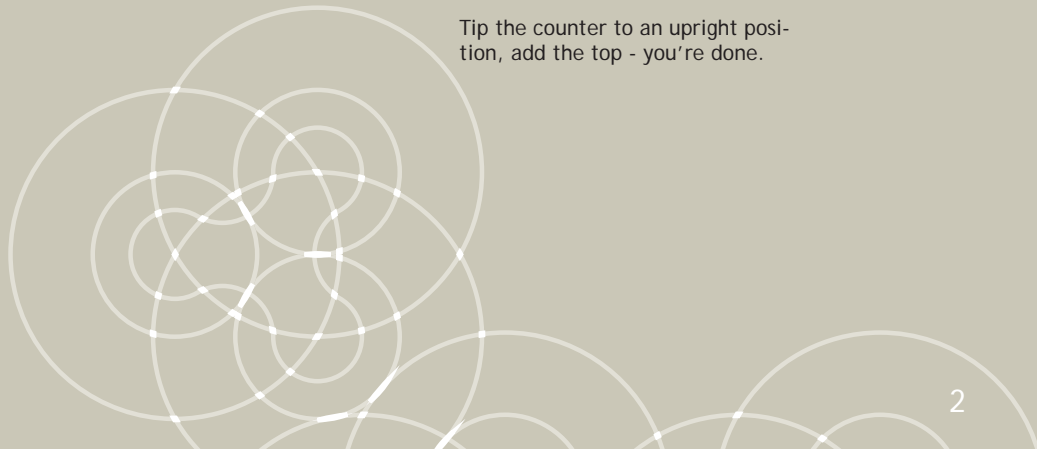 Tip the counter to an upright posi-
tion, add the top - you're done.
2